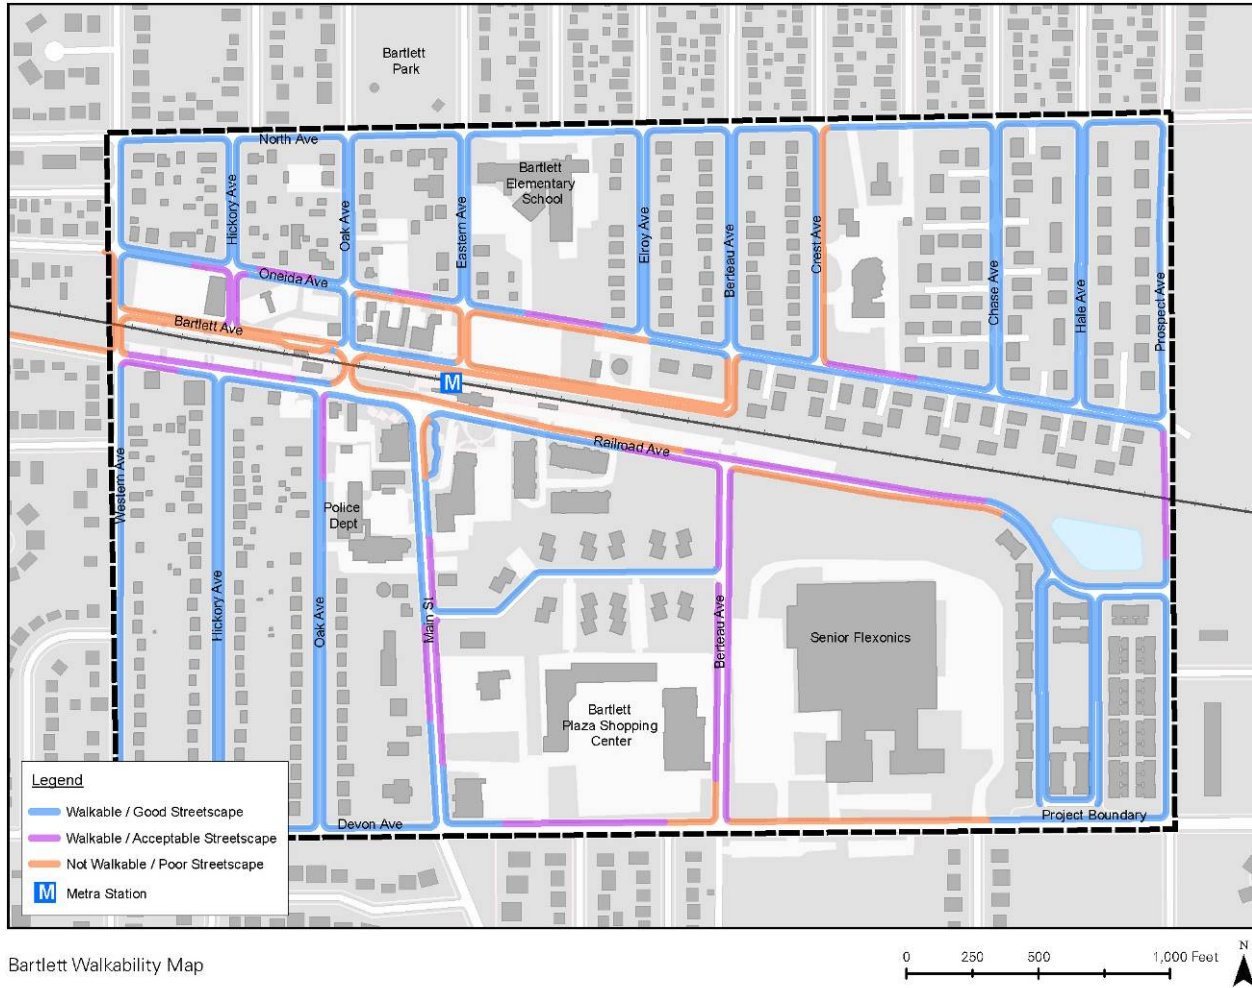 Bartlett
Park
North Ave
Bartlett
Elementary
School
Hickory Ave
Oak Ave
Eastern Ave
Elroy Ave
Berteau Ave
Crest Ave
Chase Ave
Hale Ave
Prospect Ave
Oneida Ave
Bartlett Ave
M
Railroad Ave
Western Ave
Police
Dept
Hickory Ave
Oak Ave
Main St
Berteau Ave
Senior Flexonics
Bartlett
Plaza Shopping
Center
Devon Ave
Project Boundary
Legend
Walkable / Good Streetscape
Walkable / Acceptable Streetscape
Not Walkable / Poor Streetscape
M Metra Station
Bartlett Walkability Map
0 250 500 1,000 Feet
N